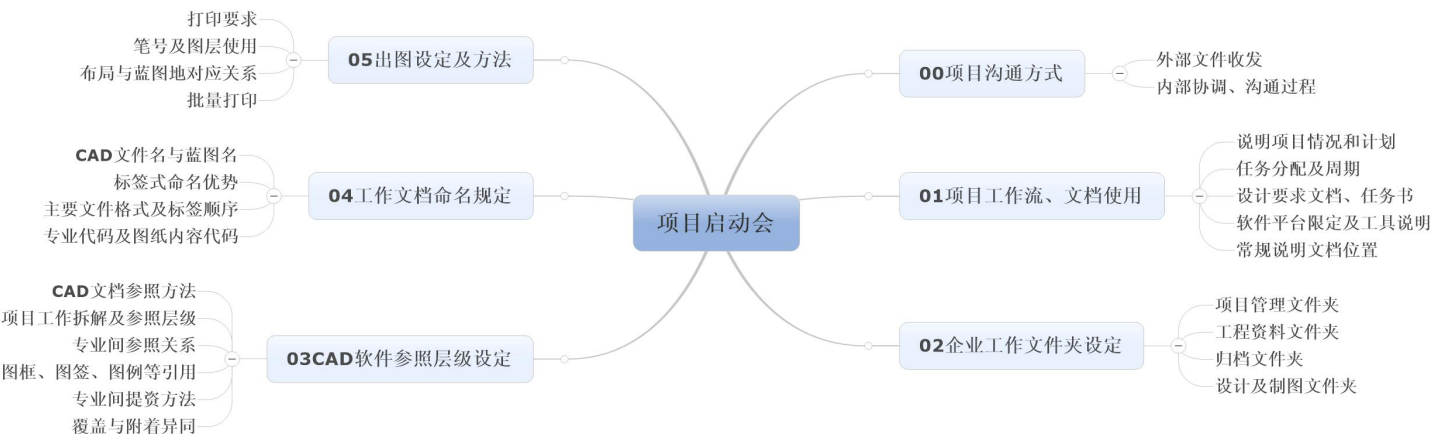 项目启动会
00项目沟通方式
外部文件收发
内部协调、沟通过程
01项目工作流、文档使用
说明项目情况和计划
任务分配及周期
设计要求文档、任务书
软件平台限定及工具说明
常规说明文档位置
02企业工作文件夹设定
项目管理文件夹
工程资料文件夹
归档文件夹
设计及制图文件夹
03CAD软件参照层级设定
CAD文档参照方法
项目工作拆解及参照层级
专业间参照关系
图框、图签、图例等引用
专业间提资方法
覆盖与附着异同
04工作文档命名规定
CAD文件名与蓝图名
标签式命名优势
主要文件格式及标签顺序
专业代码及图纸内容代码
05出图设定及方法
打印要求
笔号及图层使用
布局与蓝图地对应关系
批量打印